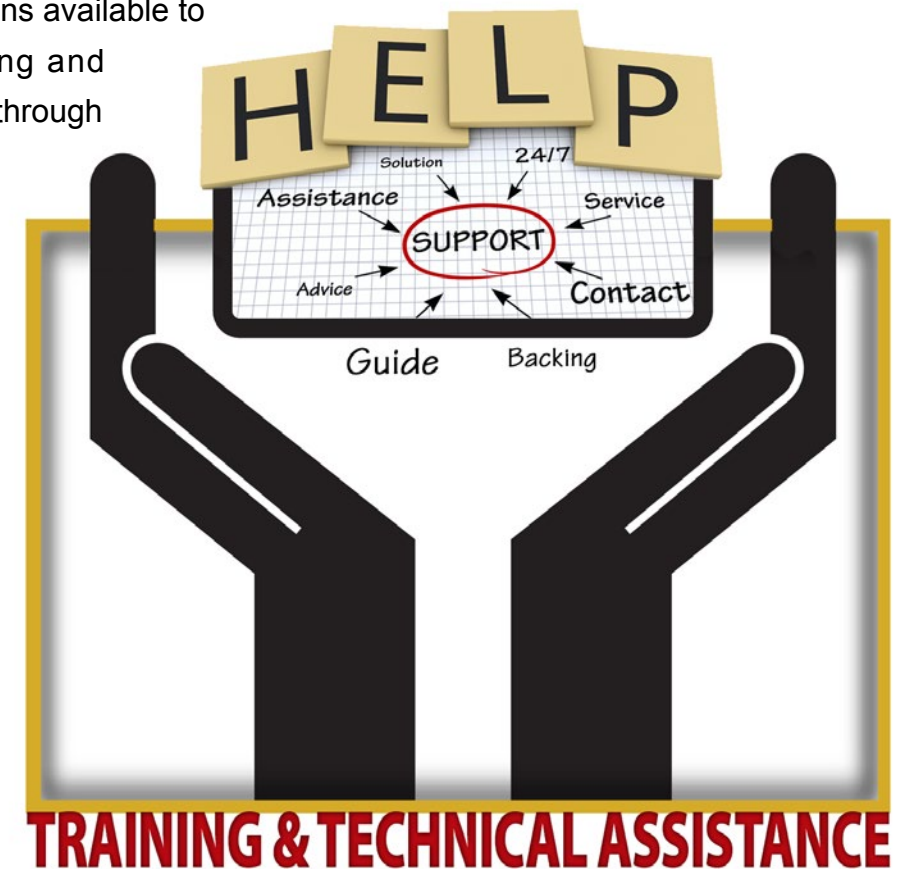 ns available to
ng and
through
HELP
Solution
24/7
Assistance
Service
SUPPORT
Advice
Contact
Guide
Backing
TRAINING & TECHNICAL ASSISTANCE